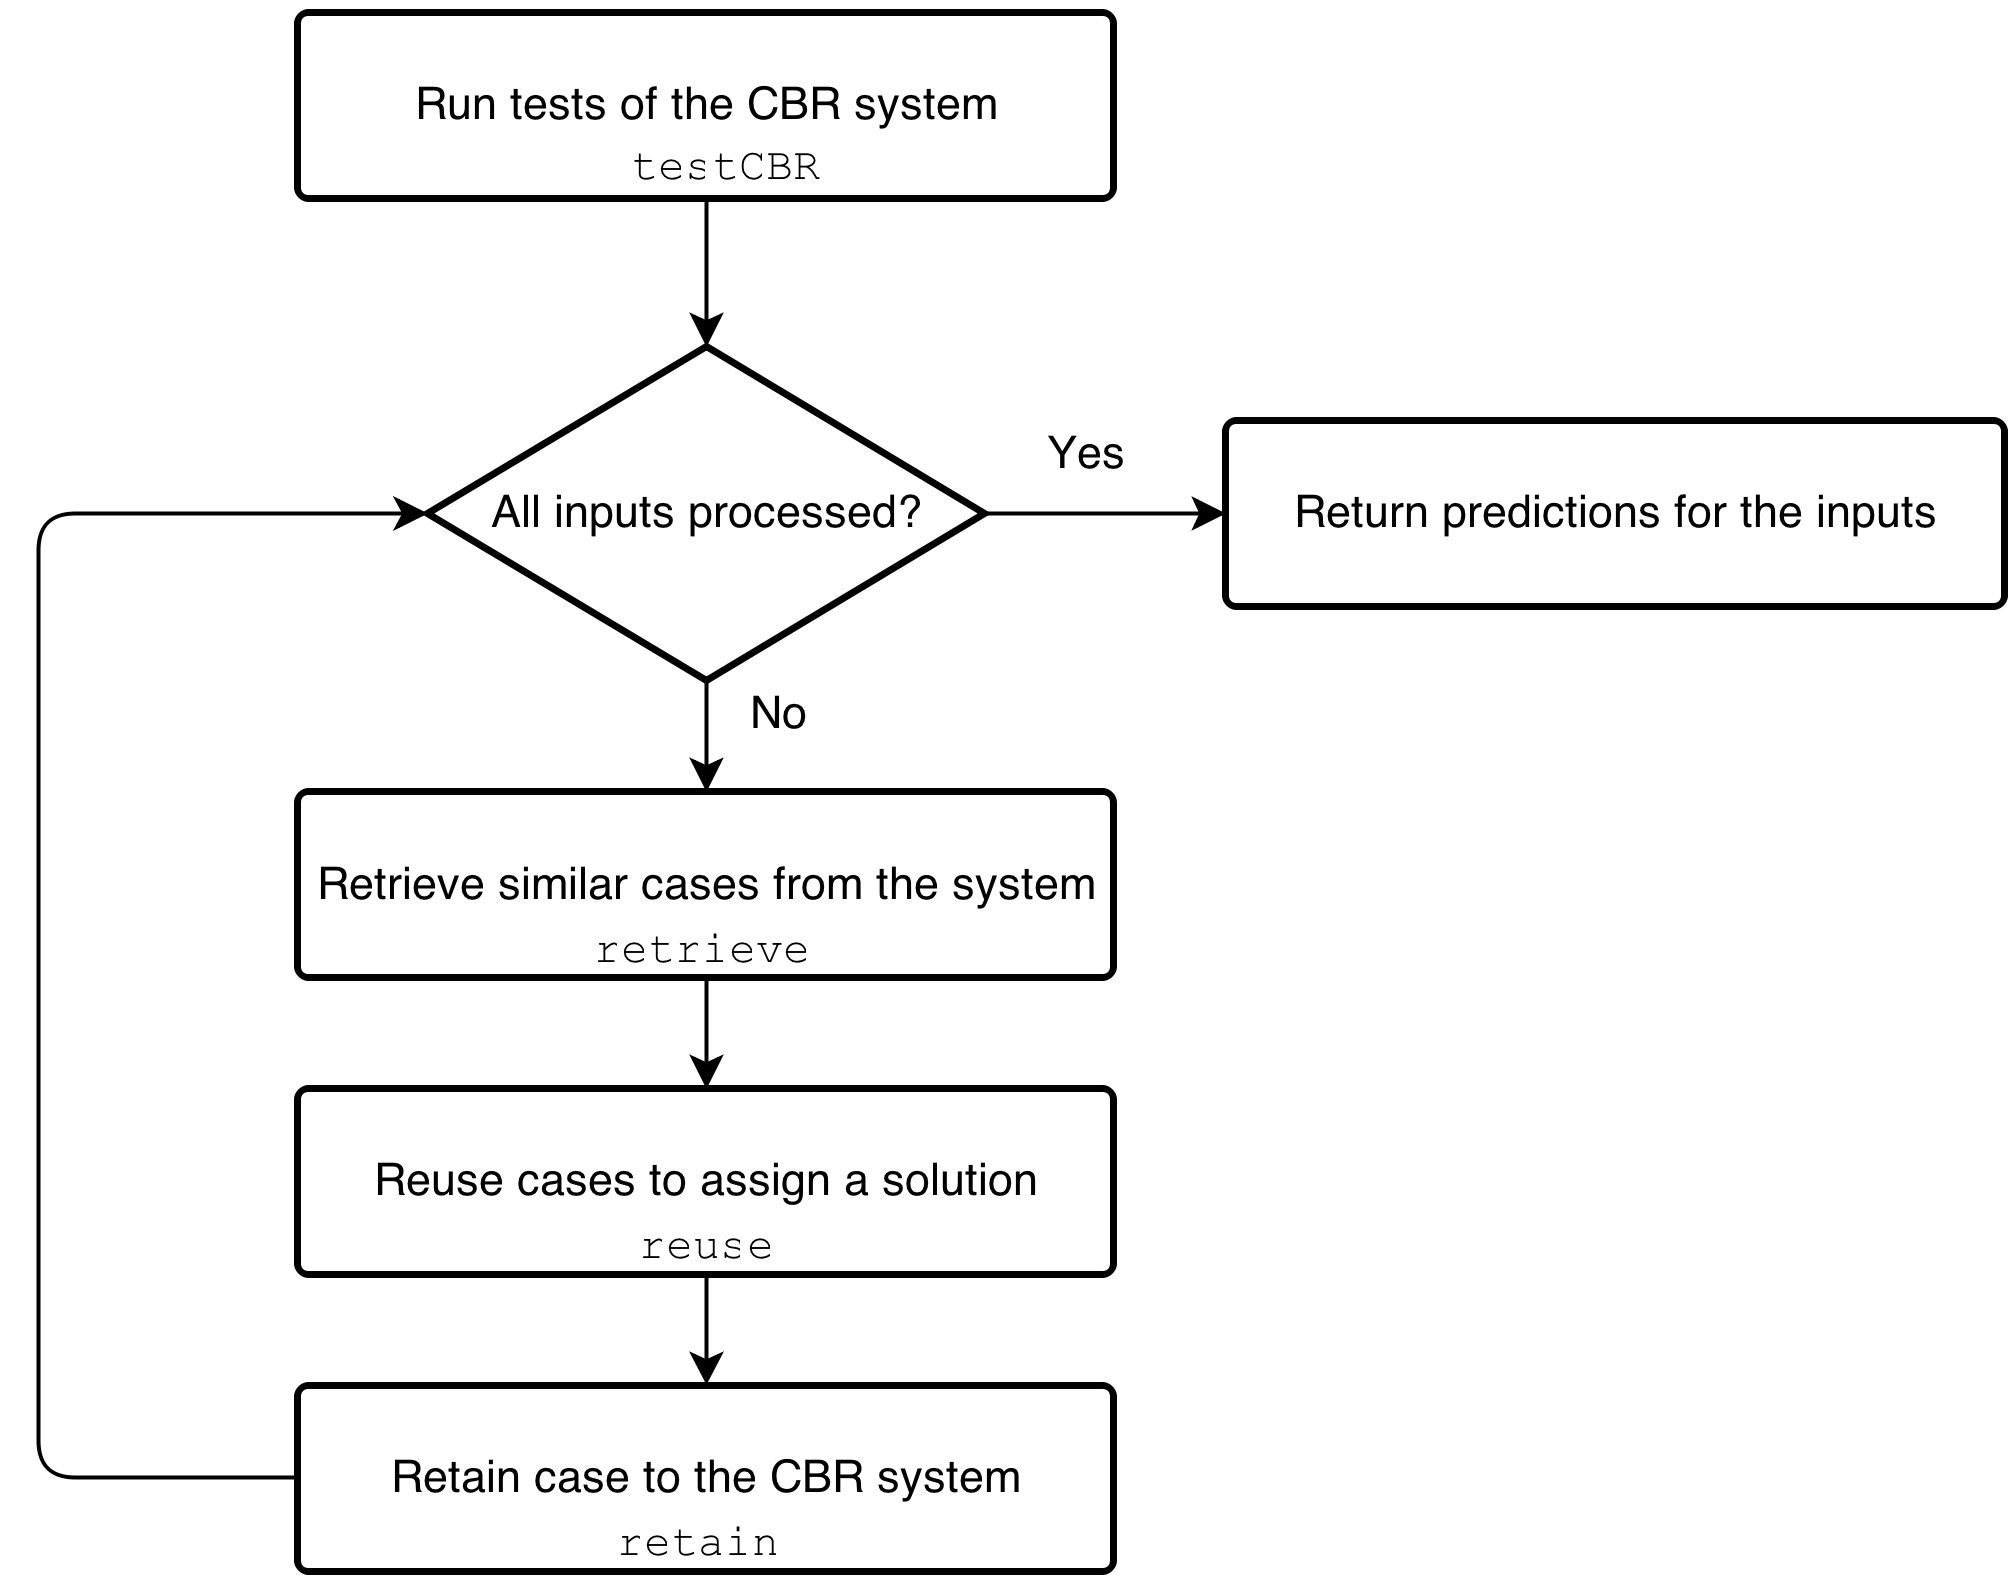 Run tests of the CBR system
testCBR
All inputs processed?
Yes
Return predictions for the inputs
No
Retrieve similar cases from the system
retrieve
Reuse cases to assign a solution
reuse
Retain case to the CBR system
retain